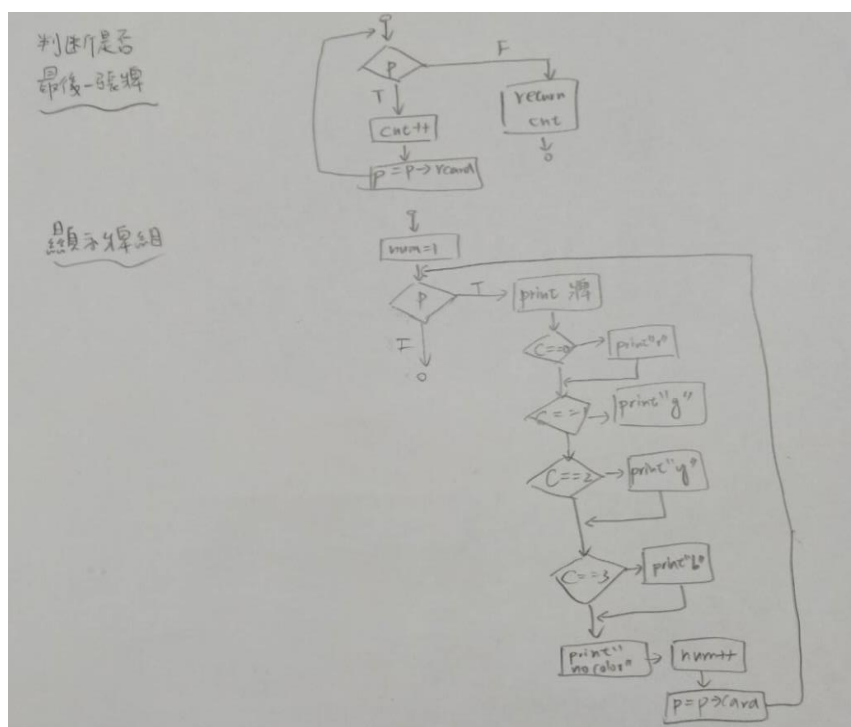 判斷是否
最後一張牌
P
F
T
return
cnt
cnt++
p=p→rcard
顯示牌組
num=1
P
T
print 牌
F
C==0
print"r"
C==1
print"g"
C==2
print"y"
C==3
print"b"
print"
no color"
num++
p=p→card